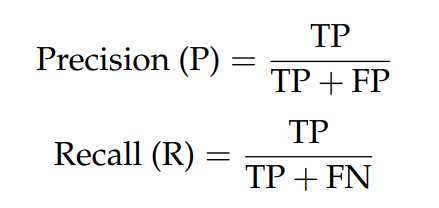 Precision (P) = TP / TP + FP
Recall (R) = TP / TP + FN